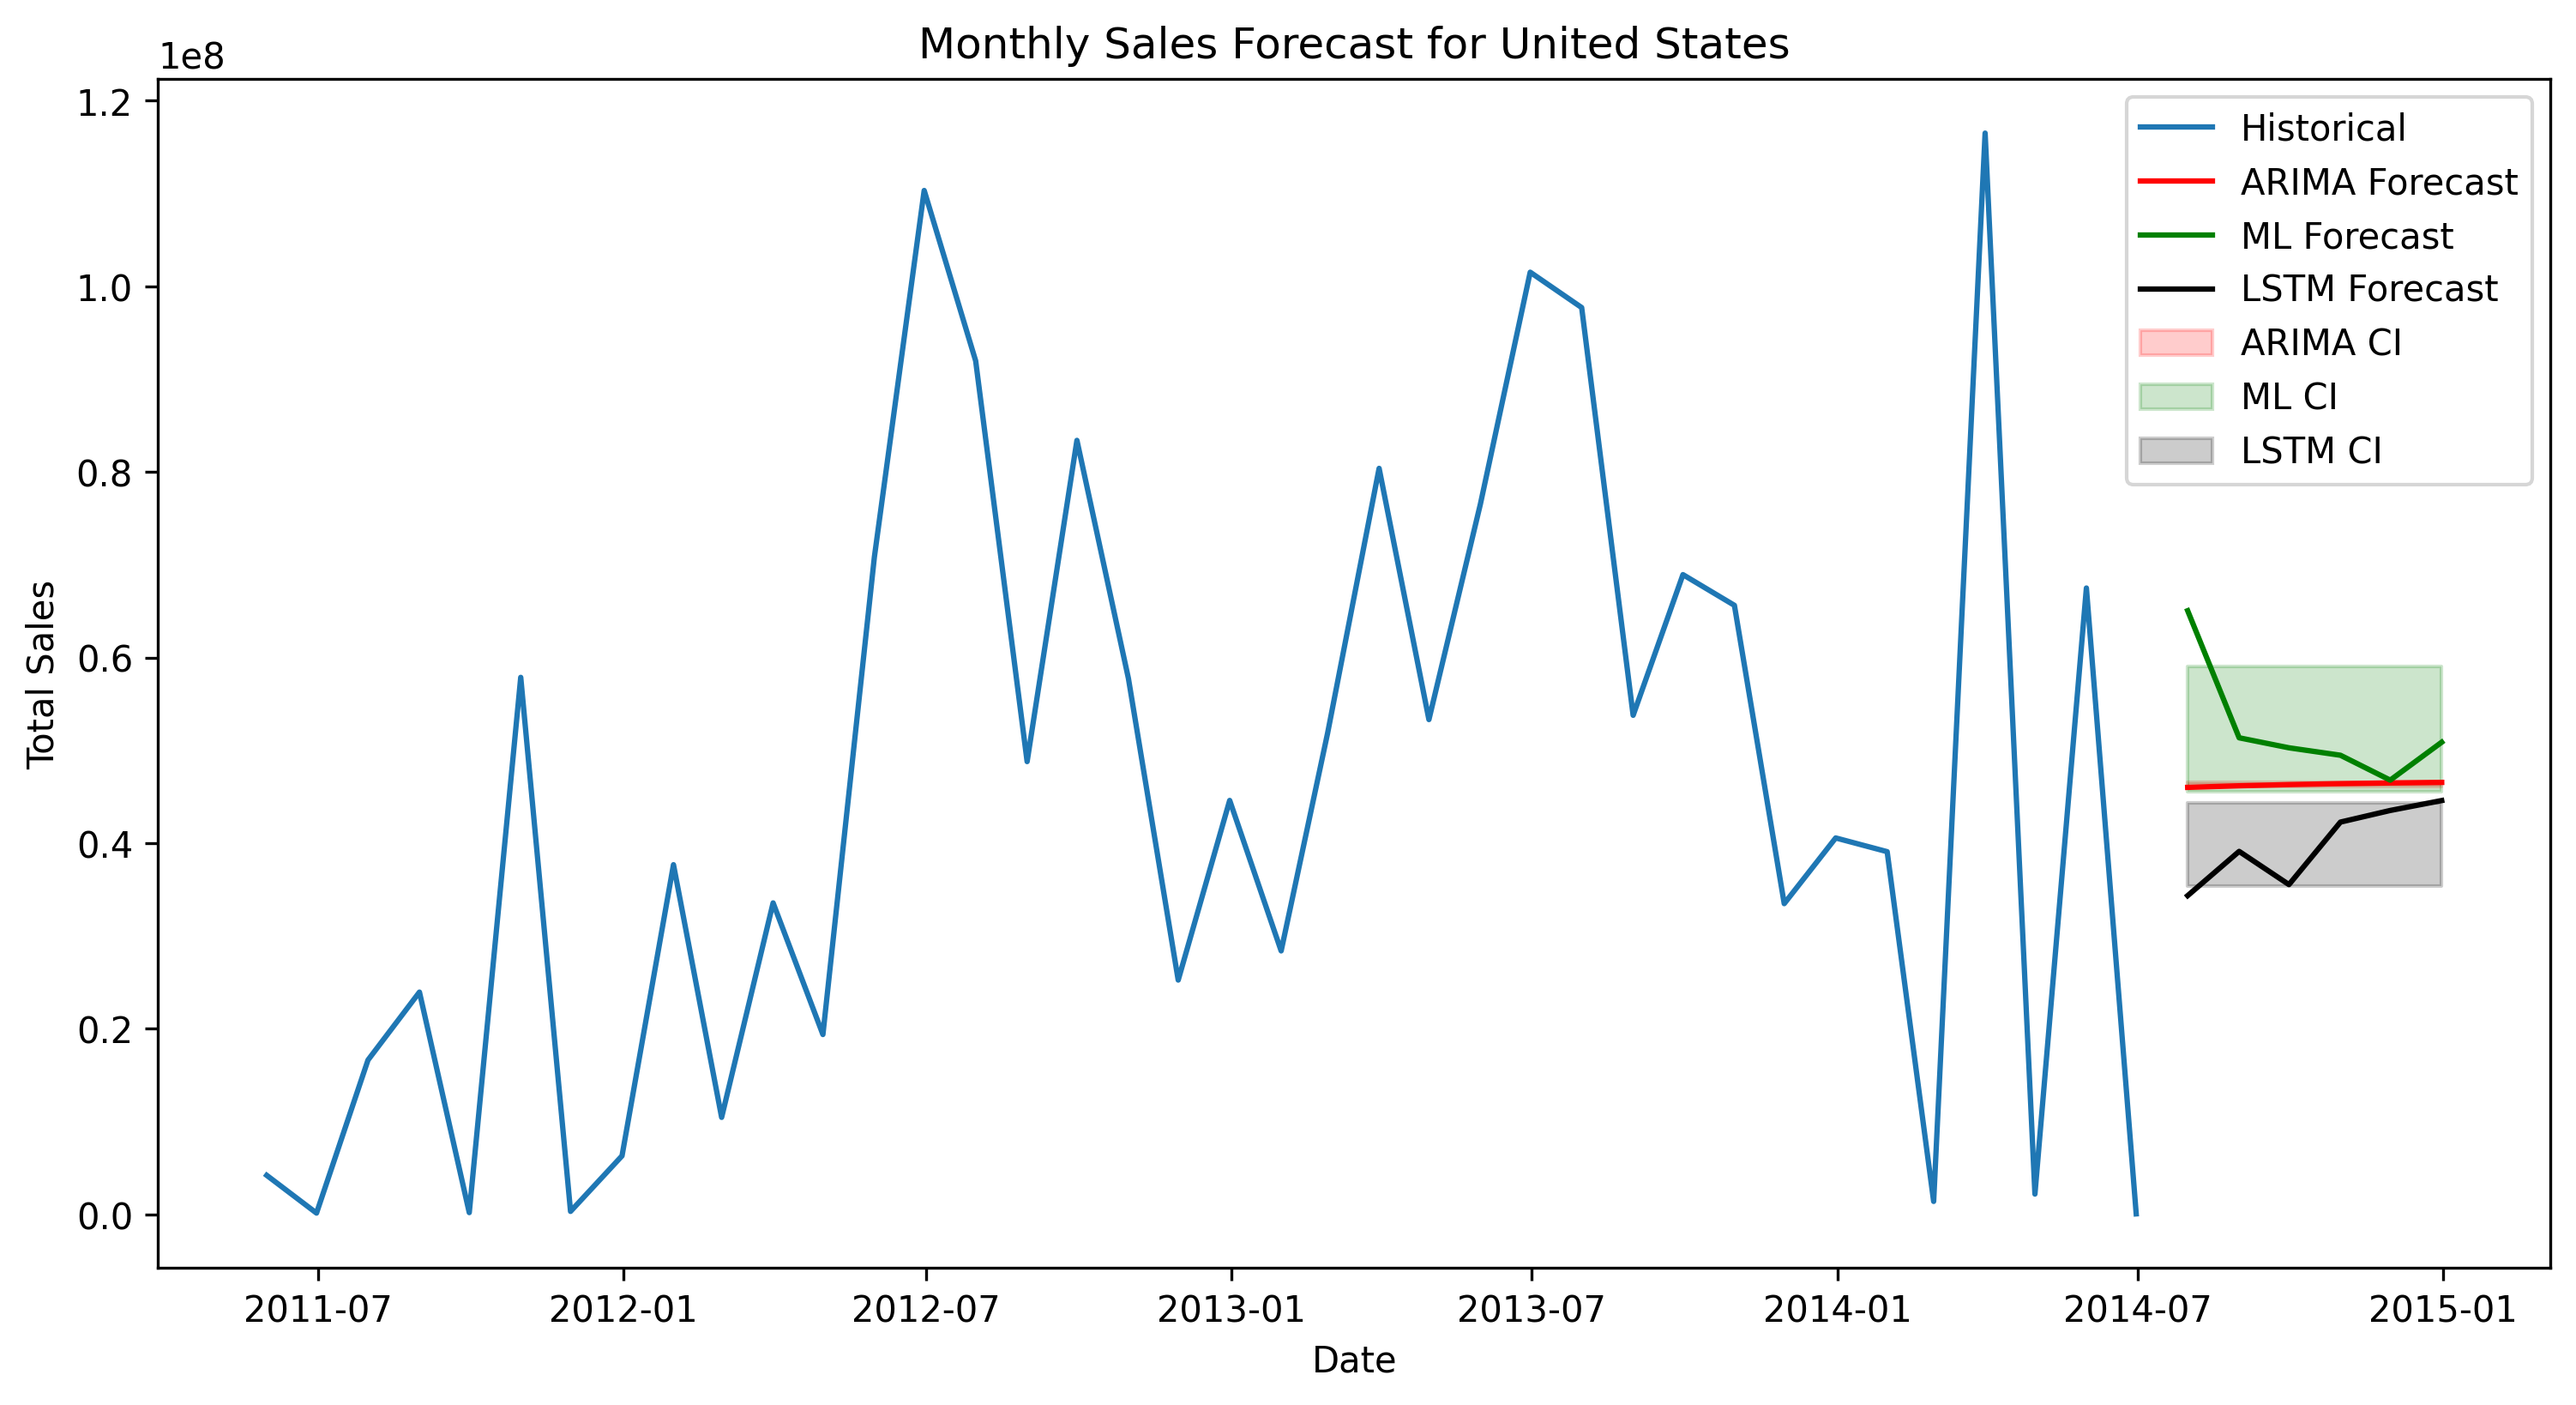 Monthly Sales Forecast for United States
1e8
1.2
1.0
0.8
0.6
0.4
0.2
0.0
Total Sales
Historical
ARIMA Forecast
ML Forecast
LSTM Forecast
ARIMA CI
ML CI
LSTM CI
2011-07 2012-01 2012-07 2013-01 2013-07 2014-01 2014-07 2015-01
Date